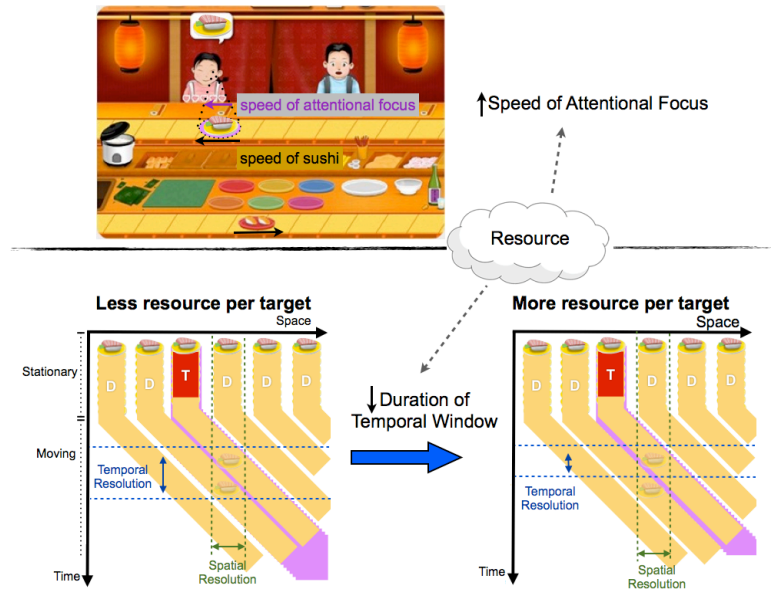 speed of attentional focus
speed of sushi
↑Speed of Attentional Focus
Resource
Less resource per target
Space
Stationary
D D T D D D
Moving
Temporal
Resolution
Spatial
Resolution
Time
↓Duration of
Temporal Window
More resource per target
Space
D D T D D D
Temporal
Resolution
Spatial
Resolution
Time